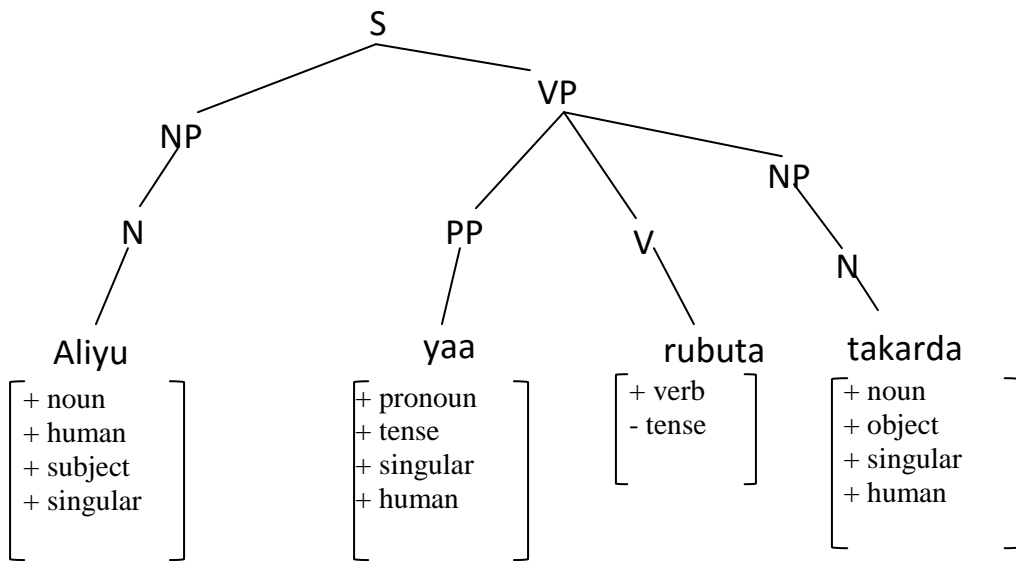 S
VP
NP
NP
N
PP
V
N
Aliyu
yaa
rubuta
takarda
+ noun
+ human
+ subject
+ singular
+ pronoun
+ tense
+ singular
+ human
+ verb
- tense
+ noun
+ object
+ singular
+ human